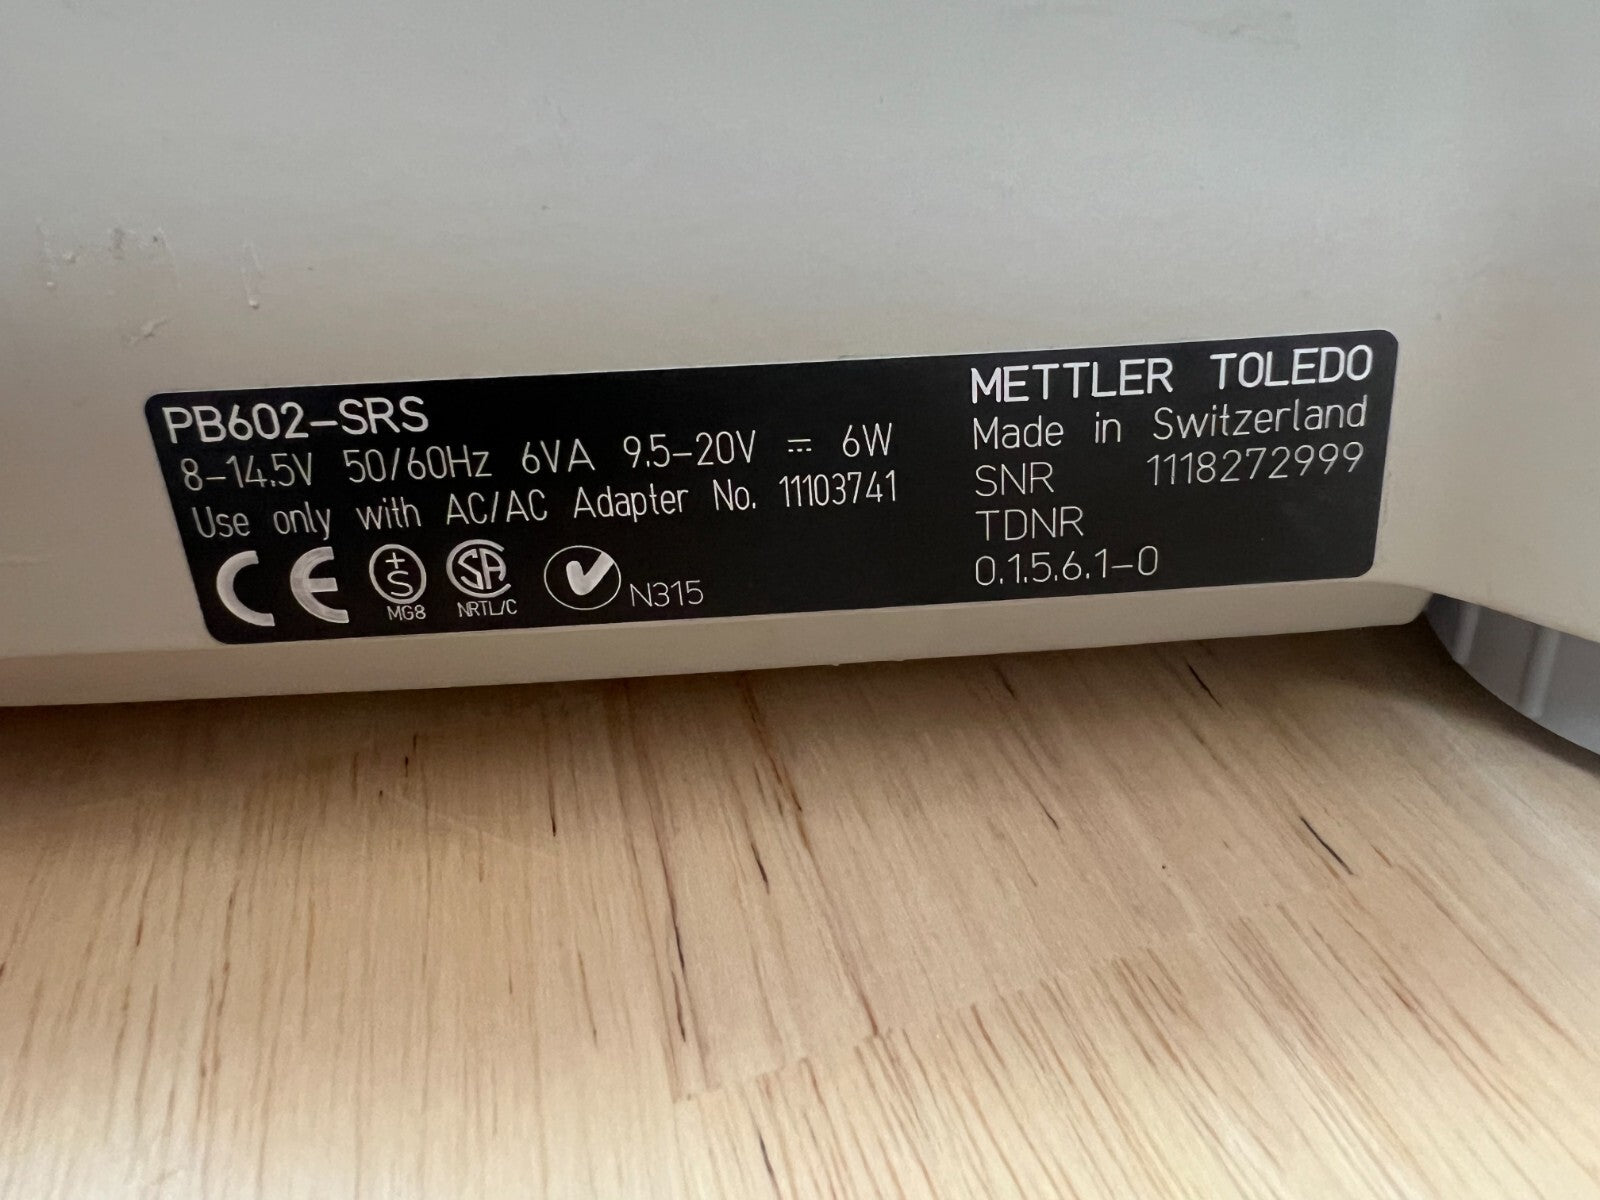 PB602-SRS
8-14.5V 50/60Hz 6VA 9.5-20V ⎓ 6W
Use only with AC/AC Adapter No. 11103741
CE +S MG8 SA NRTL/C N315
METTLER TOLEDO
Made in Switzerland
SNR 1118272999
TDNR
0.1.5.6.1-0